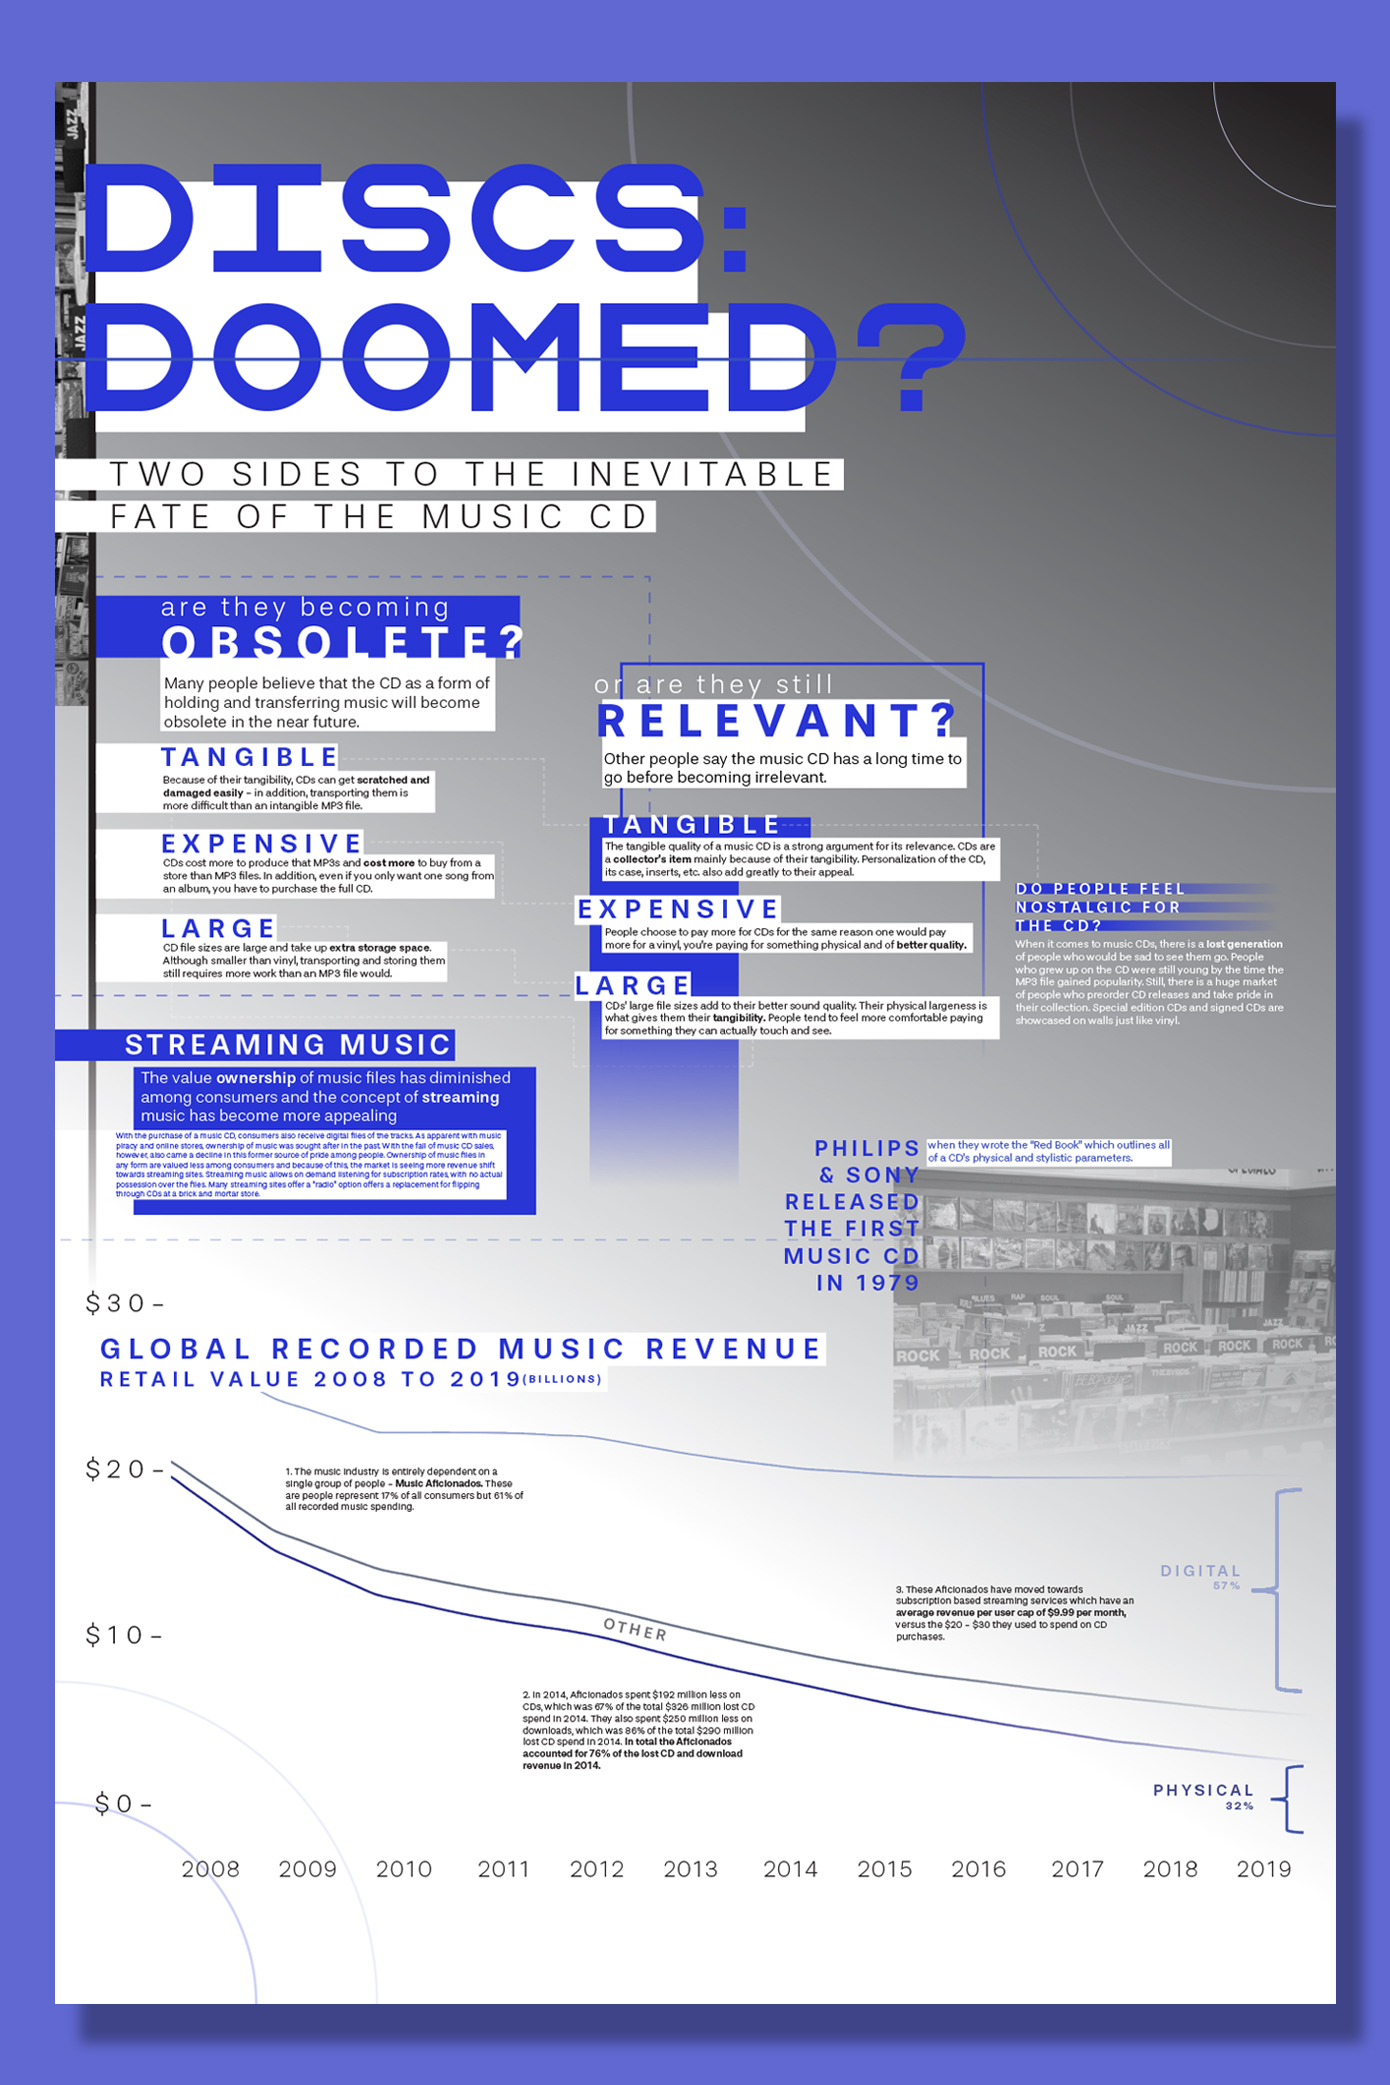 JAZZ
JAZZ
DISCS:
DOOMED?
TWO SIDES TO THE INEVITABLE
FATE OF THE MUSIC CD
are they becoming
OBSOLETE?
Many people believe that the CD as a form of
holding and transferring music will become
obsolete in the near future.
TANGIBLE
Because of their tangibility, CDs can get scratched and
damaged easily – in addition, transporting them is
more difficult than an intangible MP3 file.
EXPENSIVE
CDs cost more to produce that MP3s and cost more to buy from a
store than MP3 files. In addition, even if you only want one song from
an album, you have to purchase the full CD.
LARGE
CD file sizes are large and take up extra storage space.
Although smaller than vinyl, transporting and storing them
still requires more work than an MP3 file would.
or are they still
RELEVANT?
Other people say the music CD has a long time to
go before becoming irrelevant.
TANGIBLE
The tangible quality of a music CD is a strong argument for its relevance. CDs are
a collector's item mainly because of their tangibility. Personalization of the CD,
its case, inserts, etc. also add greatly to their appeal.
EXPENSIVE
People choose to pay more for CDs for the same reason one would pay
more for a vinyl, you're paying for something physical and of better quality.
LARGE
CDs' large file sizes add to their better sound quality. Their physical largeness is
what gives them their tangibility. People tend to feel more comfortable paying
for something they can actually touch and see.
DO PEOPLE FEEL
NOSTALGIC FOR
THE CD?
When it comes to music CDs, there is a lost generation
of people who would be sad to see them go. People
who grew up on the CD were still young by the time the
MP3 file gained popularity. Still, there is a huge market
of people who preorder CD releases and take pride in
their collection. Special edition CDs and signed CDs are
showcased on walls just like vinyl.
STREAMING MUSIC
The value ownership of music files has diminished
among consumers and the concept of streaming
music has become more appealing
With the purchase of a music CD, consumers also receive digital files of the tracks. As apparent with music
piracy and online stores, ownership of music was sought after in the past. With the fall of music CD sales,
however, also came a decline in this former source of pride among people. Ownership of music files in
any form are valued less among consumers and because of this, the market is seeing more revenue shift
towards streaming sites. Streaming music allows on demand listening for subscription rates, with no actual
possession over the files. Many streaming sites offer a "radio" option offers a replacement for flipping
through CDs at a brick and mortar store.
PHILIPS
& SONY
RELEASED
THE FIRST
MUSIC CD
IN 1979
when they wrote the "Red Book" which outlines all
of a CD's physical and stylistic parameters.
BLUES RAP SOUL SOUL
JAZZ JAZZ
ROCK ROCK ROCK ROCK ROCK ROCK
$30–
GLOBAL RECORDED MUSIC REVENUE
RETAIL VALUE 2008 TO 2019(BILLIONS)
$20–
1. The music industry is entirely dependent on a
single group of people – Music Aficionados. These
are people represent 17% of all consumers but 61% of
all recorded music spending.
DIGITAL
57%
3. These Aficionados have moved towards
subscription based streaming services which have an
average revenue per user cap of $9.99 per month,
versus the $20 – $30 they used to spend on CD
purchases.
$10–
OTHER
2. In 2014, Aficionados spent $192 million less on
CDs, which was 67% of the total $326 million lost CD
spend in 2014. They also spent $250 million less on
downloads, which was 86% of the total $290 million
lost CD spend in 2014. In total the Aficionados
accounted for 76% of the lost CD and download
revenue in 2014.
PHYSICAL
32%
$0–
2008 2009 2010 2011 2012 2013 2014 2015 2016 2017 2018 2019